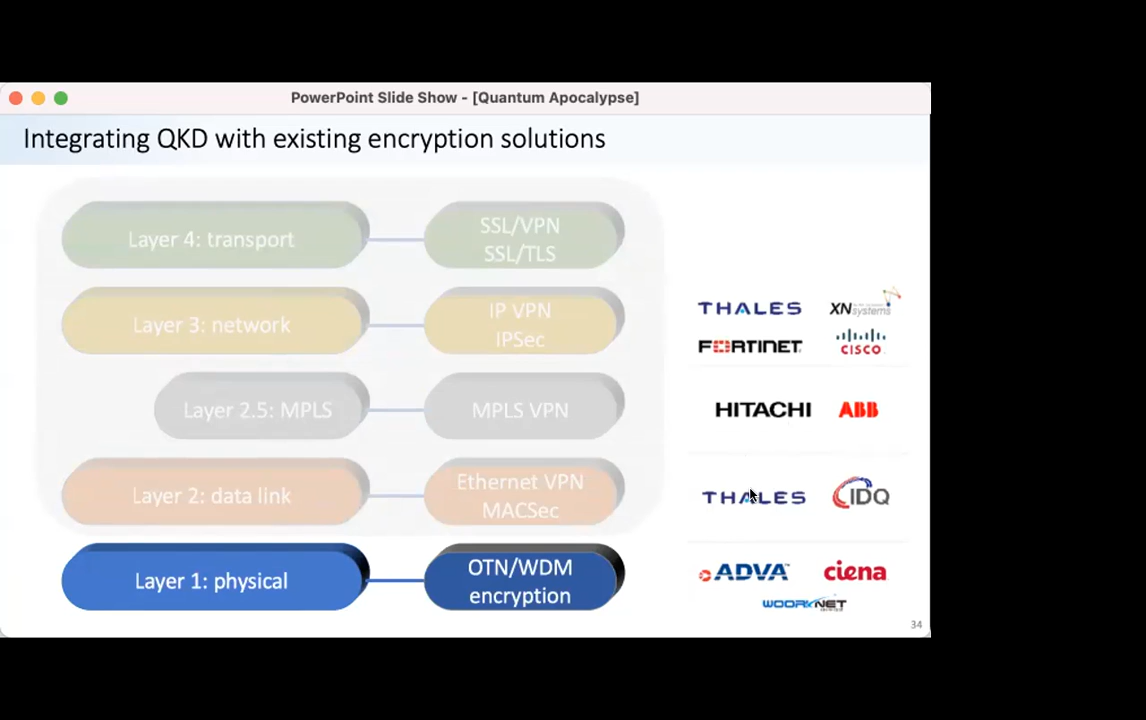 PowerPoint Slide Show - [Quantum Apocalypse]
Integrating QKD with existing encryption solutions
Layer 4: transport
SSL/VPN
SSL/TLS
Layer 3: network
IP VPN
IPSec
THALES
XN systems
FORTINET
CISCO
Layer 2.5: MPLS
MPLS VPN
HITACHI
ABB
Layer 2: data link
Ethernet VPN
MACSec
THALES
IDQ
Layer 1: physical
OTN/WDM
encryption
ADVA
ciena
34